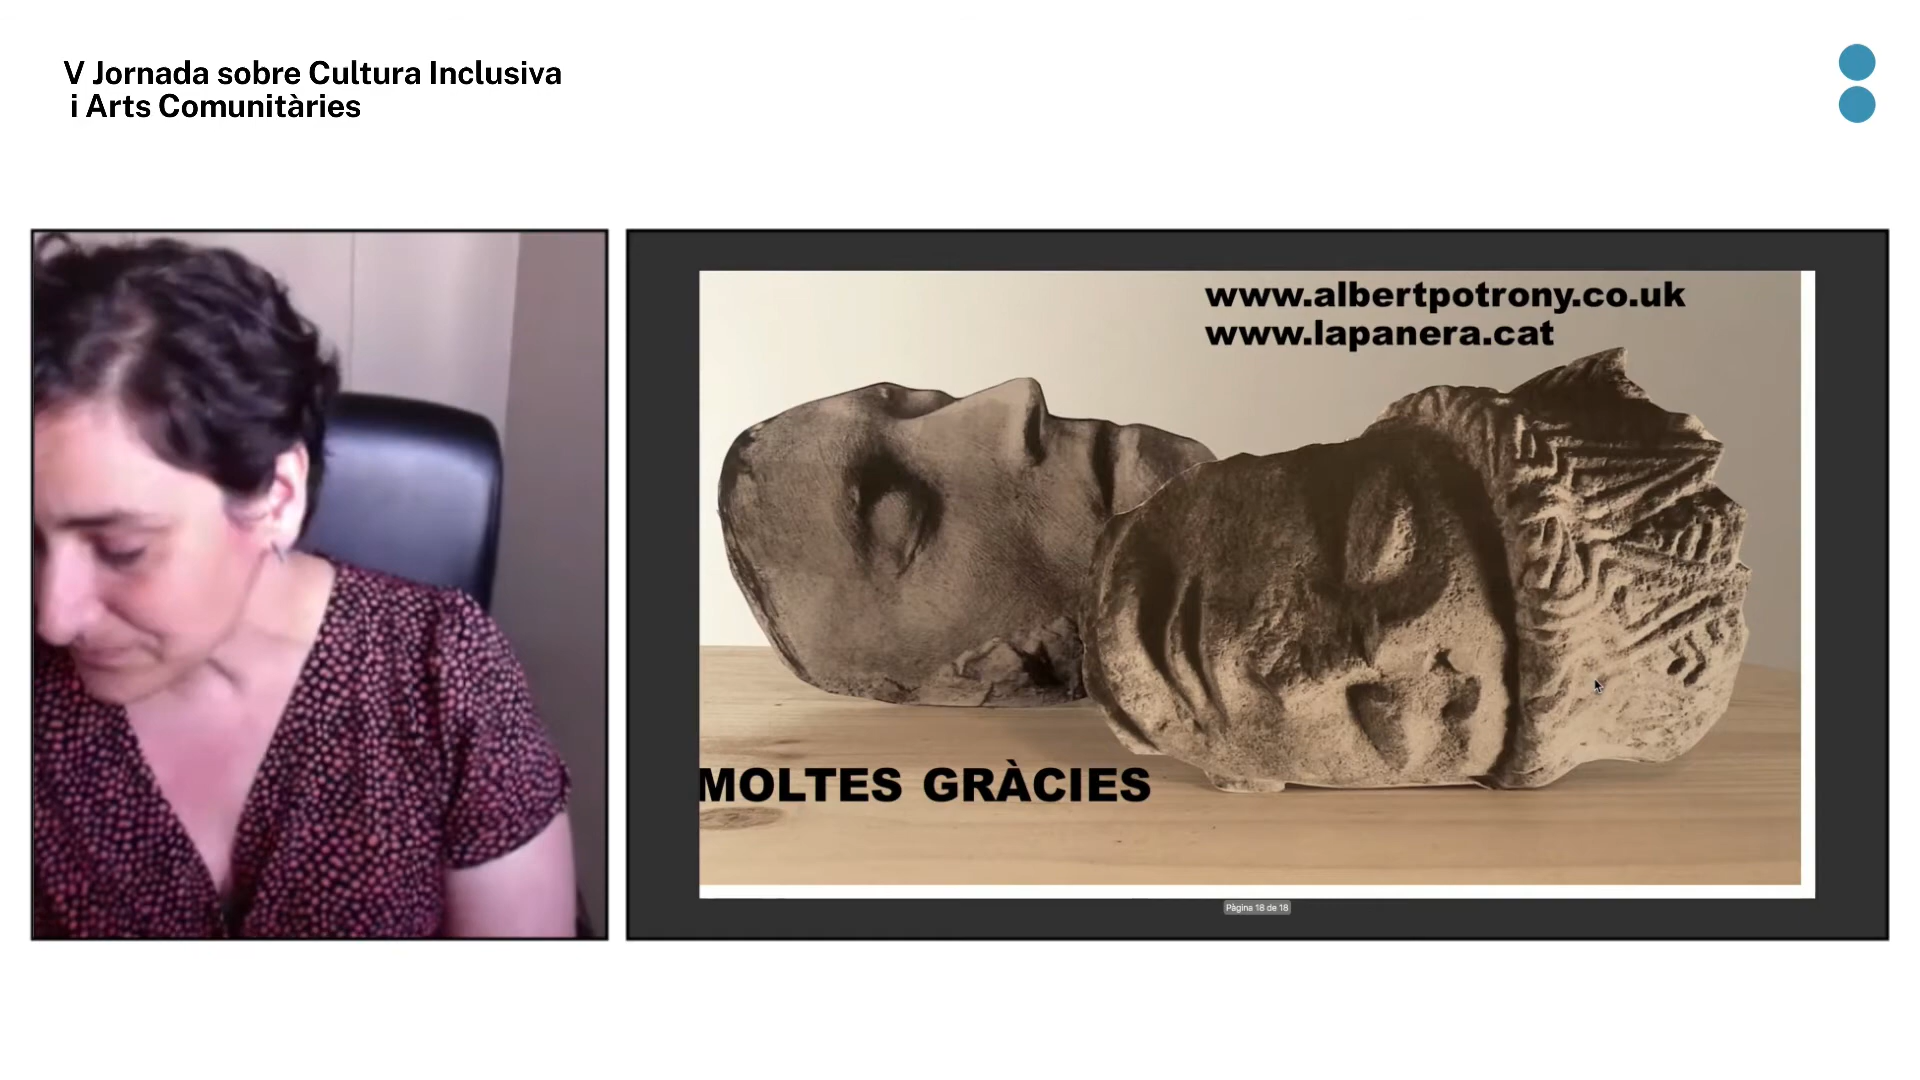 V Jornada sobre Cultura Inclusiva
i Arts Comunitàries
www.albertpotrony.co.uk
www.lapanera.cat
MOLTES GRÀCIES
Pàgina 18 de 18